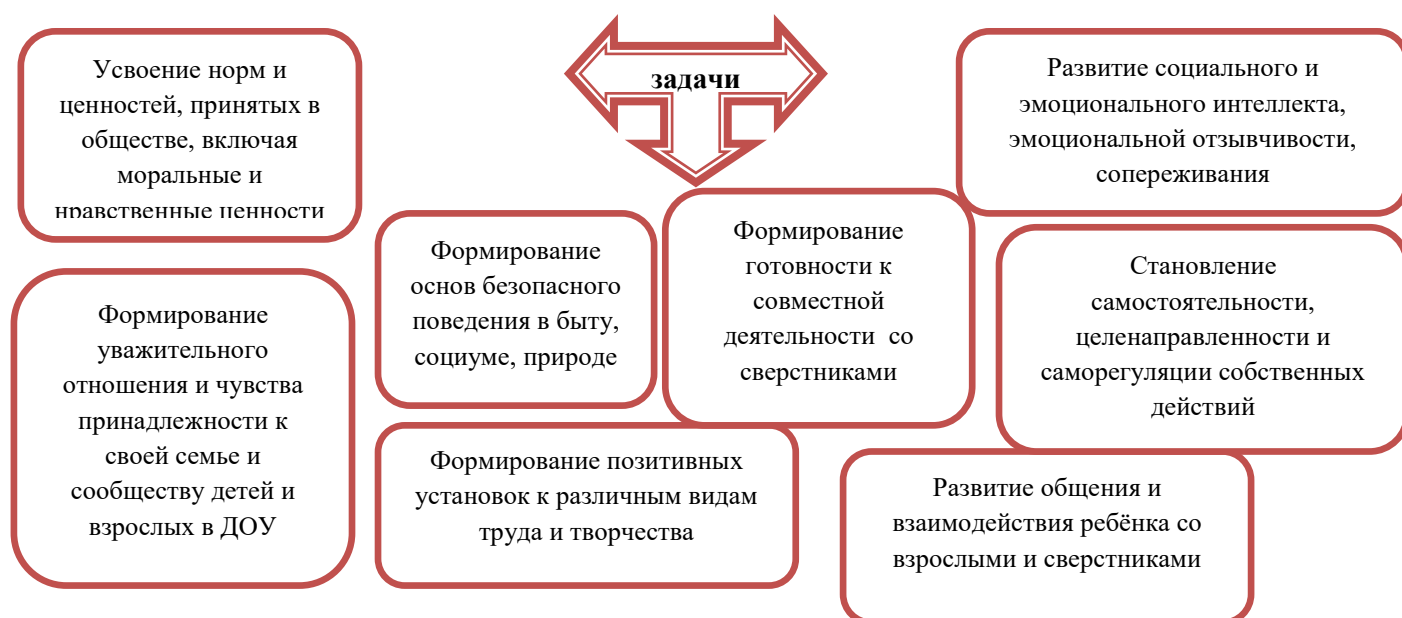 задачи
Усвоение норм и
ценностей, принятых в
обществе, включая
моральные и
нравственные ценности
Развитие социального и
эмоционального интеллекта,
эмоциональной отзывчивости,
сопереживания
Формирование
основ безопасного
поведения в быту,
социуме, природе
Формирование
готовности к
совместной
деятельности со
сверстниками
Становление
самостоятельности,
целенаправленности и
саморегуляции собственных
действий
Формирование
уважительного
отношения и чувства
принадлежности к
своей семье и
сообществу детей и
взрослых в ДОУ
Формирование позитивных
установок к различным видам
труда и творчества
Развитие общения и
взаимодействия ребёнка со
взрослыми и сверстниками